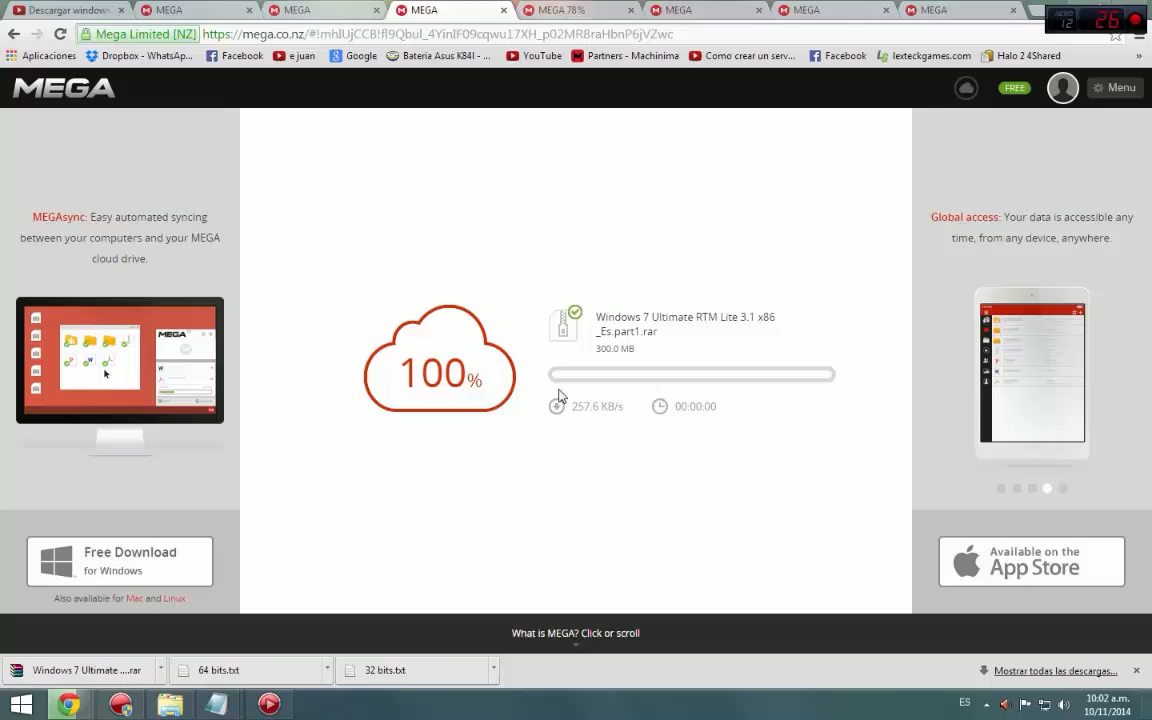 Descargar window
MEGA
MEGA
MEGA
MEGA 78%
MEGA
MEGA
MEGA
12
26
Mega Limited [NZ]
https://mega.co.nz/#!mhlUjCCB!fl9Qbul_4YinlF09cqwu17XH_p02MR8raHbnP6jVZwc
Aplicaciones
Dropbox - WhatsAp...
Facebook
e juan
Google
Bateria Asus K84I - ...
YouTube
Partners - Machinima
Como crear un serv...
Facebook
lexteckgames.com
Halo 2 4Shared
»
MEGA
FREE
Menu
MEGAsync: Easy automated syncing
between your computers and your MEGA
cloud drive.
Global access: Your data is accessible any
time, from any device, anywhere.
MEGA
100%
Windows 7 Ultimate RTM Lite 3.1 x86
_Es.part1.rar
300.0 MB
257.6 KB/s
00:00:00
Free Download
for Windows
Also available for Mac and Linux
Available on the
App Store
What is MEGA? Click or scroll
Windows 7 Ultimate ....rar
64 bits.txt
32 bits.txt
Mostrar todas las descargas...
ES
10:02 a.m.
10/11/2014